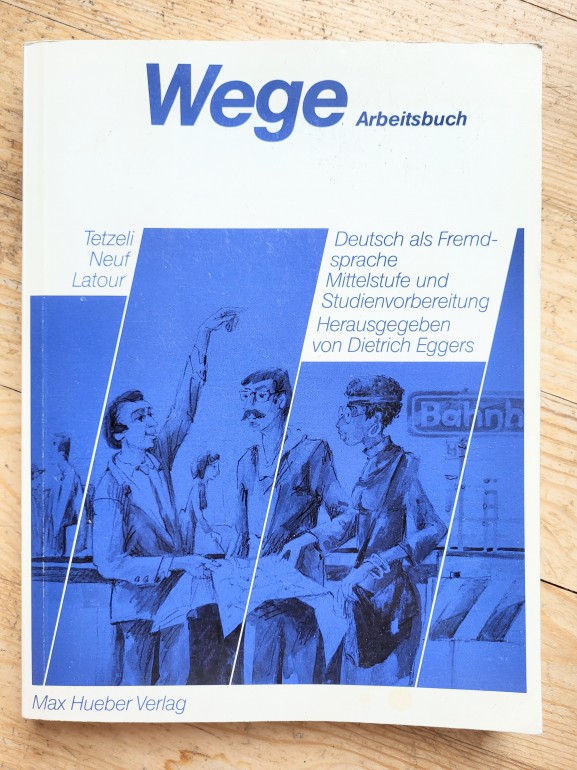 Wege Arbeitsbuch
Tetzeli
Neuf
Latour
Deutsch als Fremd-
sprache
Mittelstufe und
Studienvorbereitung
Herausgegeben
von Dietrich Eggers
Bahnh
Max Hueber Verlag